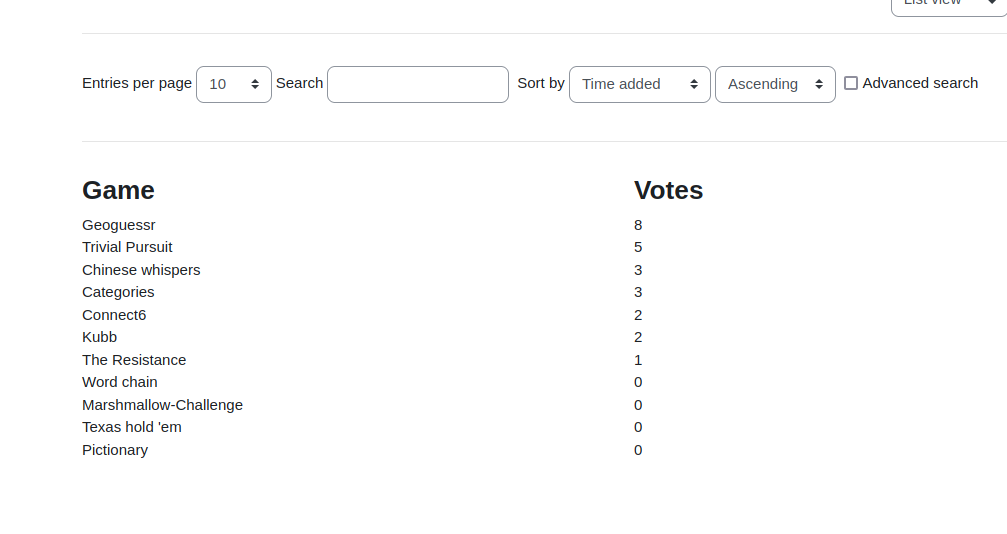 List view
Entries per page 10 Search Sort by Time added Ascending Advanced search
Game Votes
Geoguessr 8
Trivial Pursuit 5
Chinese whispers 3
Categories 3
Connect6 2
Kubb 2
The Resistance 1
Word chain 0
Marshmallow-Challenge 0
Texas hold 'em 0
Pictionary 0